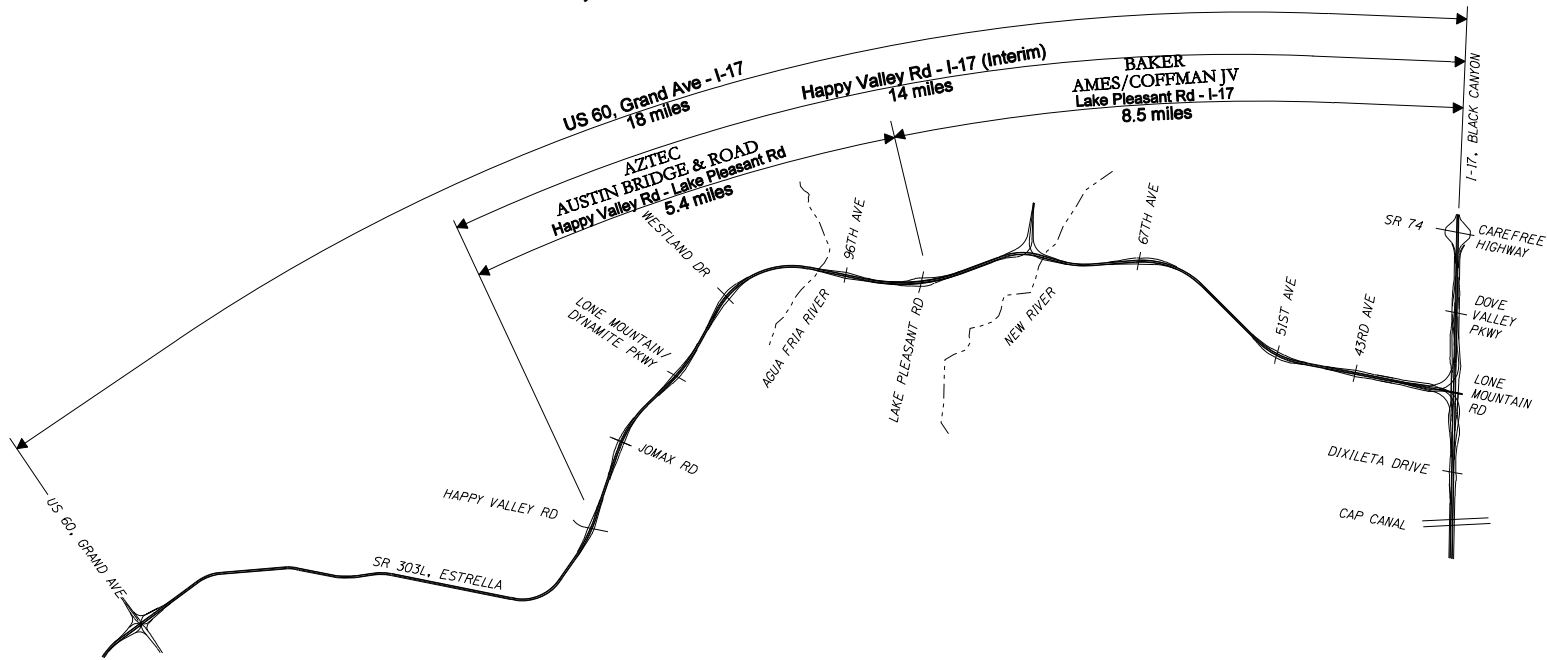 US 60, Grand Ave - I-17
18 miles
Happy Valley Rd - I-17 (Interim)
14 miles
BAKER
AMES/COFFMAN JV
Lake Pleasant Rd - I-17
8.5 miles
AZTEC
AUSTIN BRIDGE & ROAD
Happy Valley Rd - Lake Pleasant Rd
5.4 miles
I-17, BLACK CANYON
WESTLAND DR
96TH AVE
67TH AVE
SR 74
CAREFREE
HIGHWAY
LONE MOUNTAIN/
DYNAMITE PKWY
AGUA FRIA RIVER
LAKE PLEASANT RD
NEW RIVER
51ST AVE
43RD AVE
DOVE
VALLEY
PKWY
LONE
MOUNTAIN
RD
JOMAX RD
DIXILETA DRIVE
HAPPY VALLEY RD
CAP CANAL
US 60, GRAND AVE
SR 303L, ESTRELLA